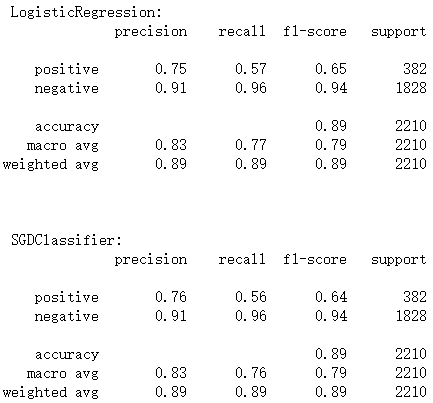 LogisticRegression:
precision recall f1-score support
positive 0.75 0.57 0.65 382
negative 0.91 0.96 0.94 1828
accuracy 0.89 2210
macro avg 0.83 0.77 0.79 2210
weighted avg 0.89 0.89 0.89 2210
SGDClassifier:
precision recall f1-score support
positive 0.76 0.56 0.64 382
negative 0.91 0.96 0.94 1828
accuracy 0.89 2210
macro avg 0.83 0.76 0.79 2210
weighted avg 0.89 0.89 0.89 2210